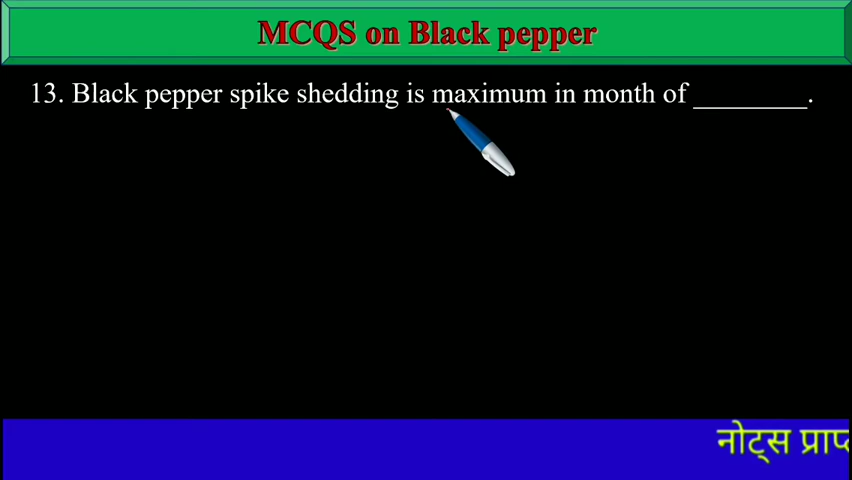 MCQS on Black pepper
13. Black pepper spike shedding is maximum in month of ________.
नोट्स